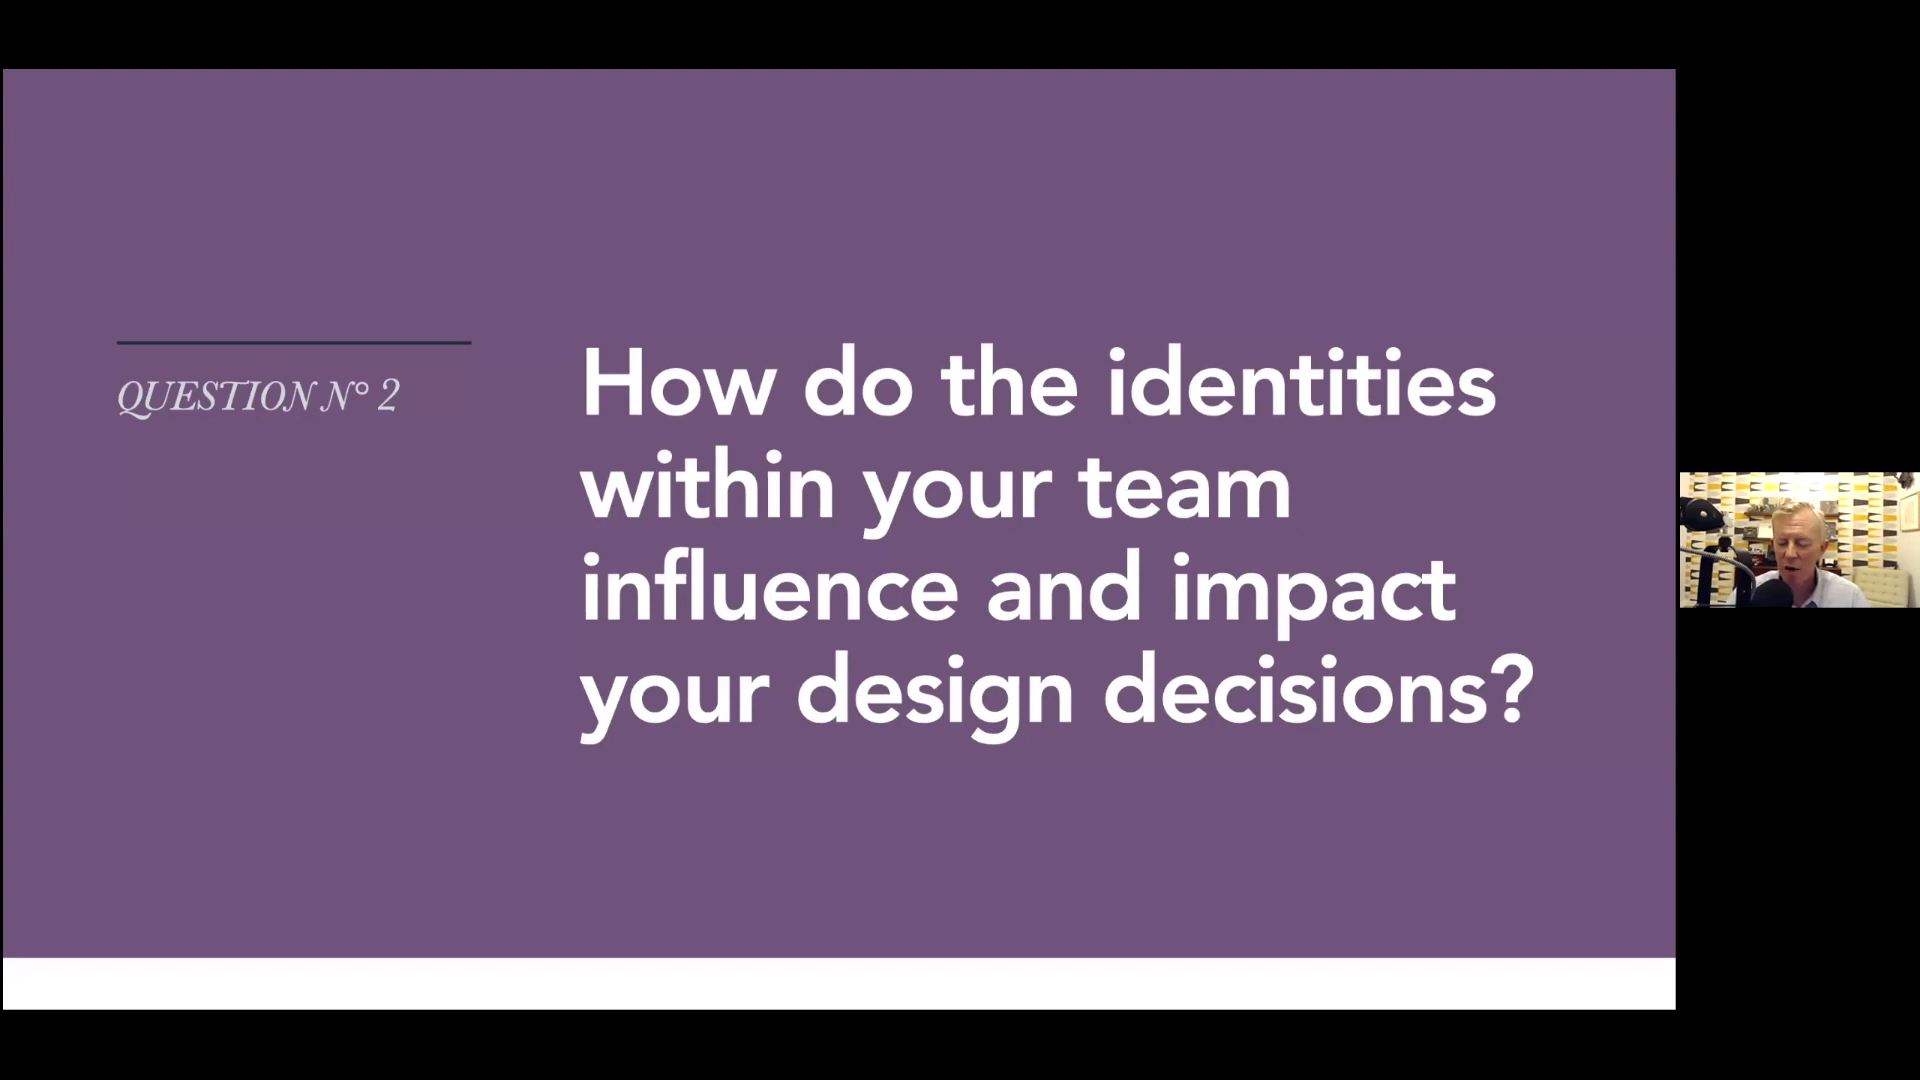 QUESTION N° 2
How do the identities
within your team
influence and impact
your design decisions?